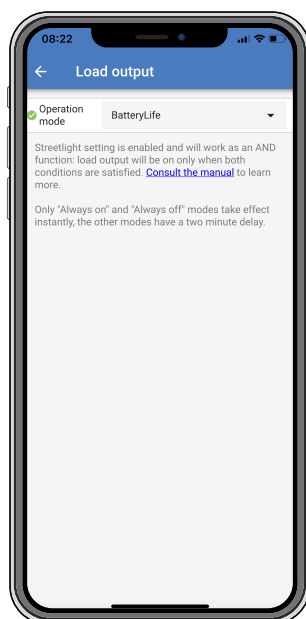 08:22
Load output
Operation
mode
BatteryLife
Streetlight setting is enabled and will work as an AND
function: load output will be on only when both
conditions are satisfied. Consult the manual to learn
more.
Only "Always on" and "Always off" modes take effect
instantly, the other modes have a two minute delay.